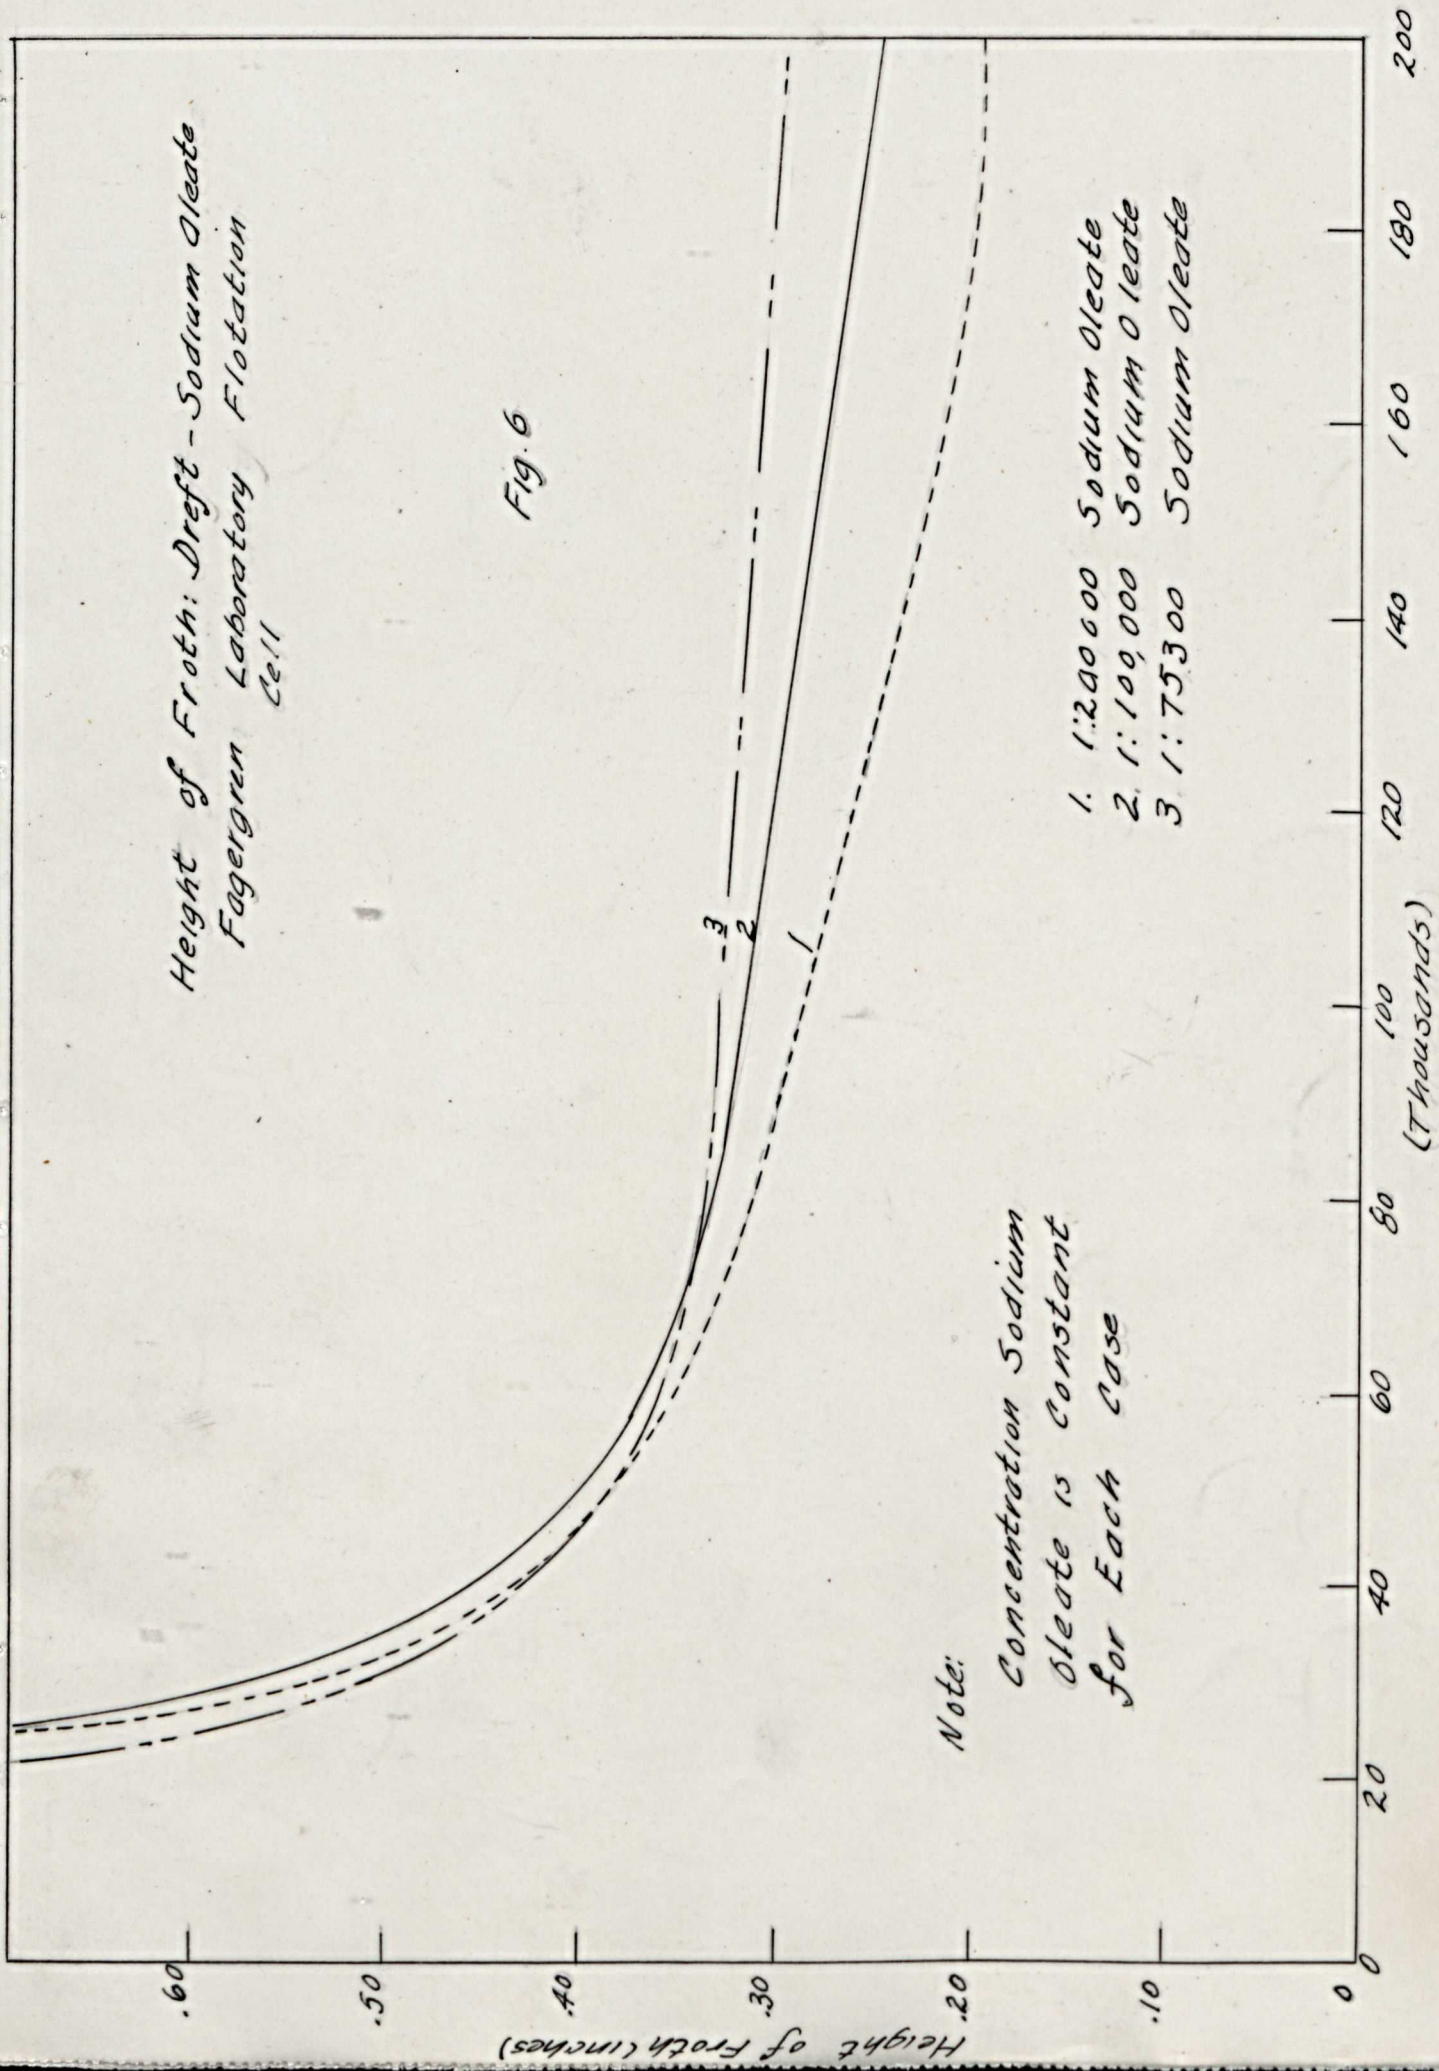 Height of Froth: Dreft-Sodium Oleate
Fagergren Laboratory Flotation
Cell
Fig. 6
Height of Froth (inches)
.60
.50
.40
.30
.20
.10
0
3
2
1
Note:
Concentration Sodium
Oleate is Constant
for Each Case
1. 1:200000 Sodium Oleate
2. 1:100,000 Sodium Oleate
3 1:75300 Sodium Oleate
0 20 40 60 80 100 120 140 160 180 200
(Thousands)